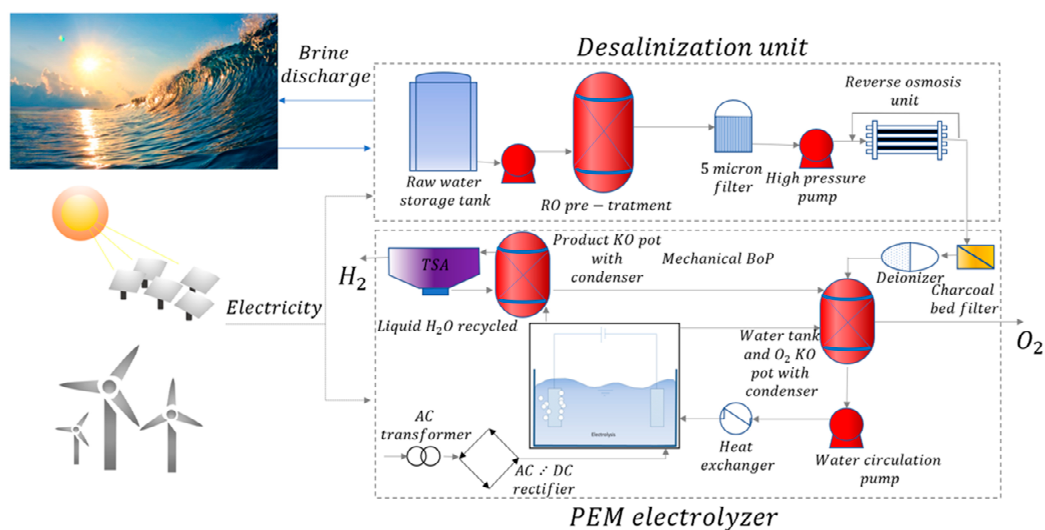 Desalinization unit
Brine
discharge
Reverse osmosis
unit
Raw water
storage tank
RO pre − tratment
5 micron
filter
High pressure
pump
Product KO pot
with
condenser
Mechanical BoP
TSA
H₂
Deionizer
Charcoal
bed filter
Electricity
Liquid H₂O recycled
Water tank
and O₂ KO
pot with
condenser
O₂
Electrolysis
AC
transformer
AC ∶∙ DC
rectifier
Heat
exchanger
Water circulation
pump
PEM electrolyzer